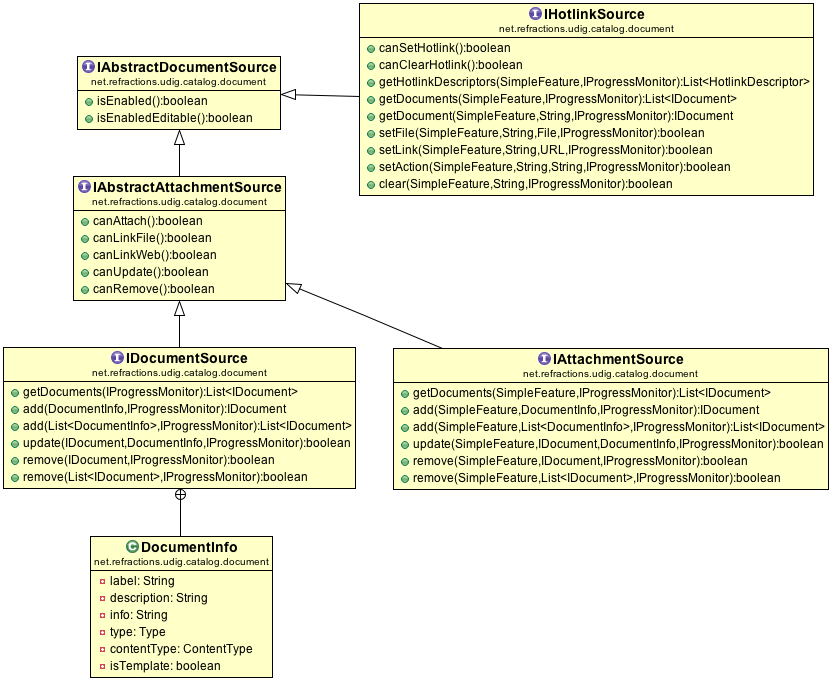 IHotlinkSource
net.refractions.udig.catalog.document
canSetHotlink():boolean
canClearHotlink():boolean
getHotlinkDescriptors(SimpleFeature,IProgressMonitor):List<HotlinkDescriptor>
getDocuments(SimpleFeature,IProgressMonitor):List<IDocument>
getDocument(SimpleFeature,String,IProgressMonitor):IDocument
setFile(SimpleFeature,String,File,IProgressMonitor):boolean
setLink(SimpleFeature,String,URL,IProgressMonitor):boolean
setAction(SimpleFeature,String,String,IProgressMonitor):boolean
clear(SimpleFeature,String,IProgressMonitor):boolean
IAbstractDocumentSource
net.refractions.udig.catalog.document
isEnabled():boolean
isEnabledEditable():boolean
IAbstractAttachmentSource
net.refractions.udig.catalog.document
canAttach():boolean
canLinkFile():boolean
canLinkWeb():boolean
canUpdate():boolean
canRemove():boolean
IDocumentSource
net.refractions.udig.catalog.document
getDocuments(IProgressMonitor):List<IDocument>
add(DocumentInfo,IProgressMonitor):IDocument
add(List<DocumentInfo>,IProgressMonitor):List<IDocument>
update(IDocument,DocumentInfo,IProgressMonitor):boolean
remove(IDocument,IProgressMonitor):boolean
remove(List<IDocument>,IProgressMonitor):boolean
IAttachmentSource
net.refractions.udig.catalog.document
getDocuments(SimpleFeature,IProgressMonitor):List<IDocument>
add(SimpleFeature,DocumentInfo,IProgressMonitor):IDocument
add(SimpleFeature,List<DocumentInfo>,IProgressMonitor):List<IDocument>
update(SimpleFeature,IDocument,DocumentInfo,IProgressMonitor):boolean
remove(SimpleFeature,IDocument,IProgressMonitor):boolean
remove(SimpleFeature,List<IDocument>,IProgressMonitor):boolean
DocumentInfo
net.refractions.udig.catalog.document
label: String
description: String
info: String
type: Type
contentType: ContentType
isTemplate: boolean